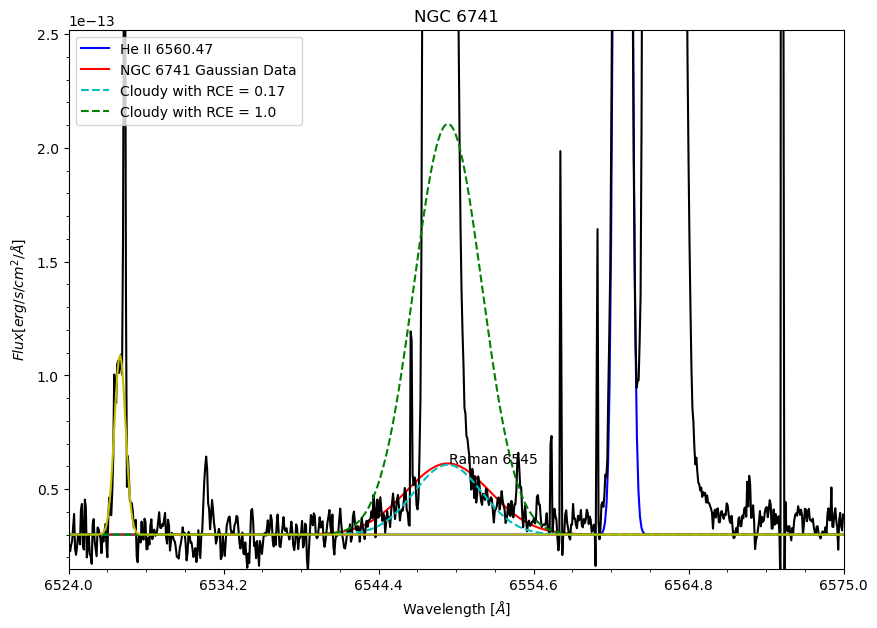 NGC 6741
1e−13
He II 6560.47
NGC 6741 Gaussian Data
Cloudy with RCE = 0.17
Cloudy with RCE = 1.0
2.5
2.0
1.5
1.0
0.5
Flux[erg/s/cm²/Å]
Raman 6545
6524.0 6534.2 6544.4 6554.6 6564.8 6575.0
Wavelength [Å]